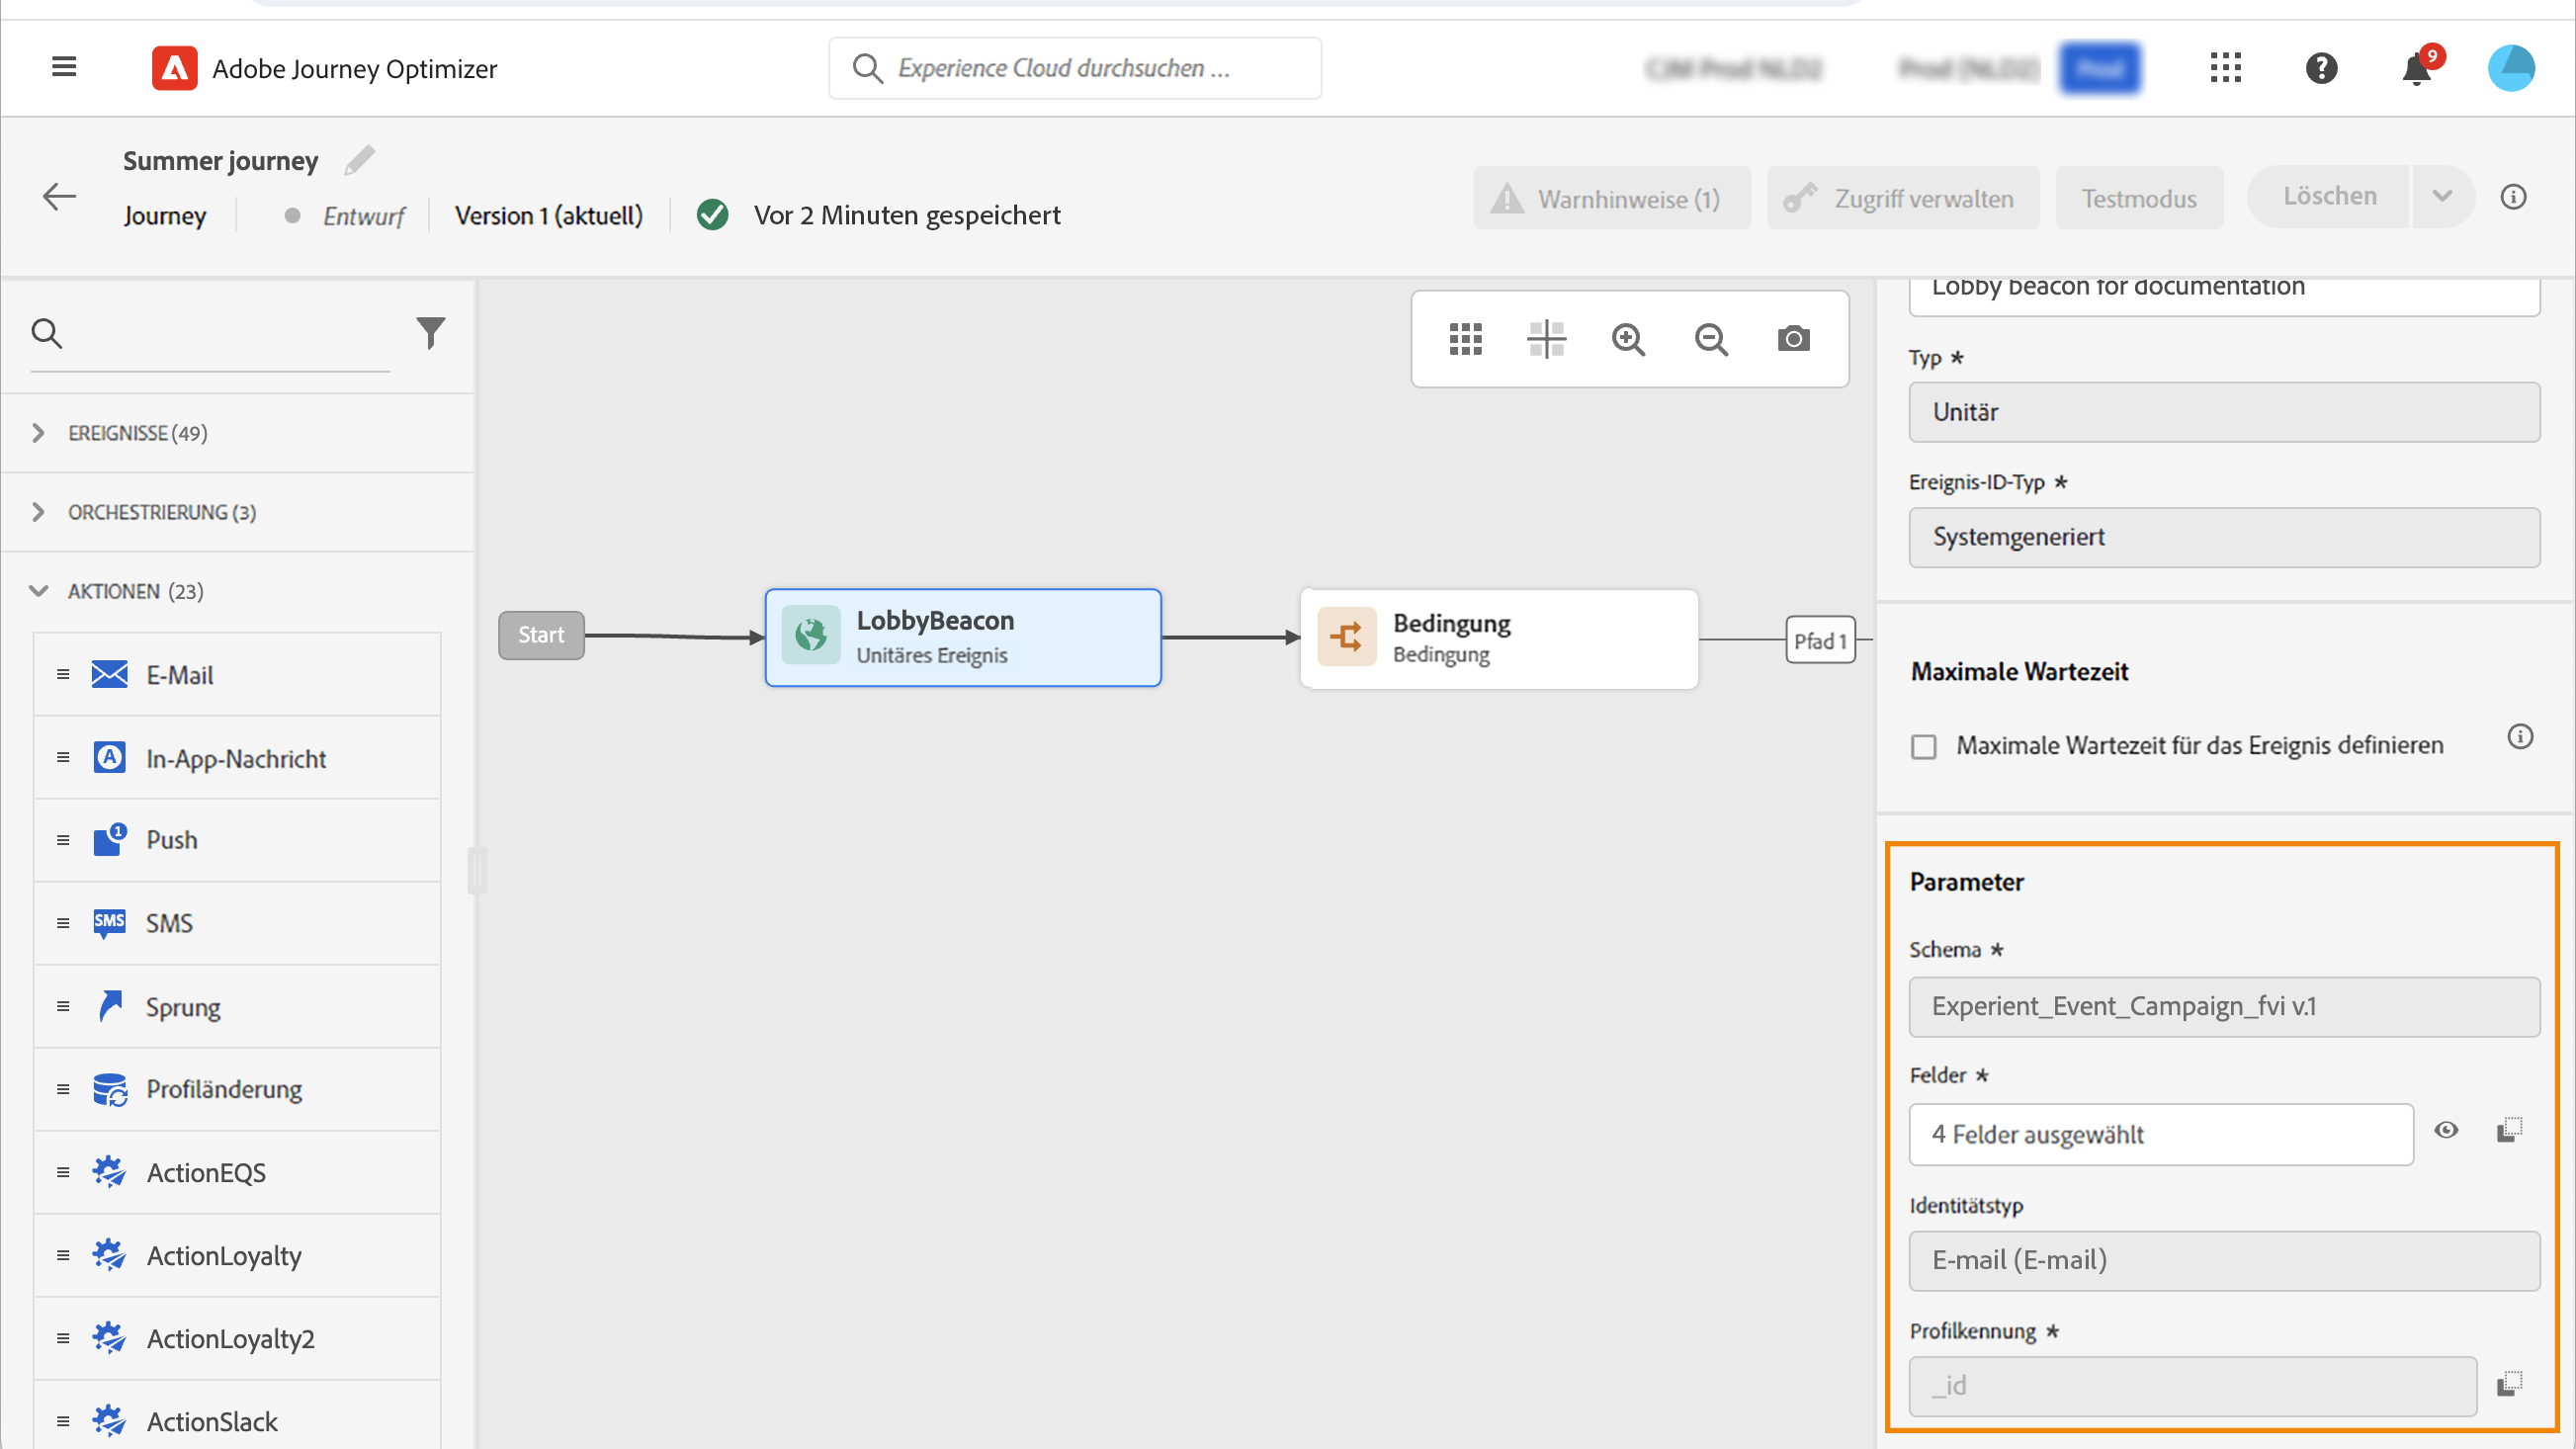 Adobe Journey Optimizer
Experience Cloud durchsuchen ...
9
Summer journey
Journey
Entwurf
Version 1 (aktuell)
Vor 2 Minuten gespeichert
Warnhinweise (1)
Zugriff verwalten
Testmodus
Löschen
EREIGNISSE (49)
ORCHESTRIERUNG (3)
AKTIONEN (23)
E-Mail
In-App-Nachricht
1
Push
SMS
SMS
Sprung
Profiländerung
ActionEQS
ActionLoyalty
ActionLoyalty2
ActionSlack
Start
LobbyBeacon
Unitäres Ereignis
Bedingung
Bedingung
Pfad 1
Lobby beacon for documentation
Typ *
Unitär
Ereignis-ID-Typ *
Systemgeneriert
Maximale Wartezeit
Maximale Wartezeit für das Ereignis definieren
Parameter
Schema *
Experient_Event_Campaign_fvi v.1
Felder *
4 Felder ausgewählt
Identitätstyp
E-mail (E-mail)
Profilkennung *
_id